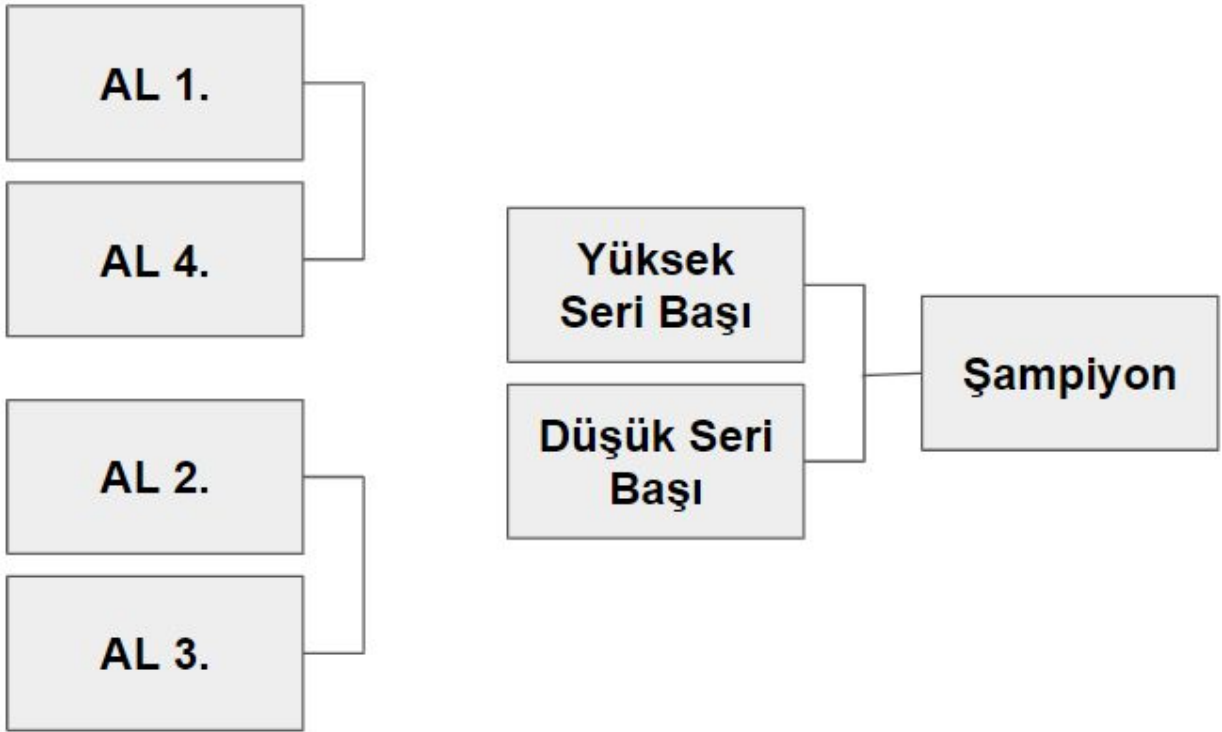 AL 1.
AL 4.
AL 2.
AL 3.
Yüksek
Seri Başı
Düşük Seri
Başı
Şampiyon